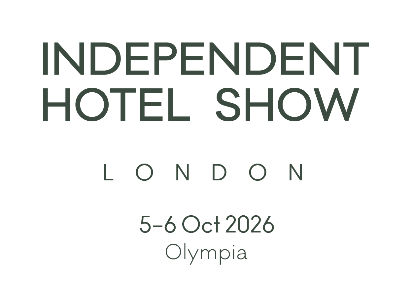 INDEPENDENT
HOTEL SHOW
LONDON
5–6 Oct 2026
Olympia